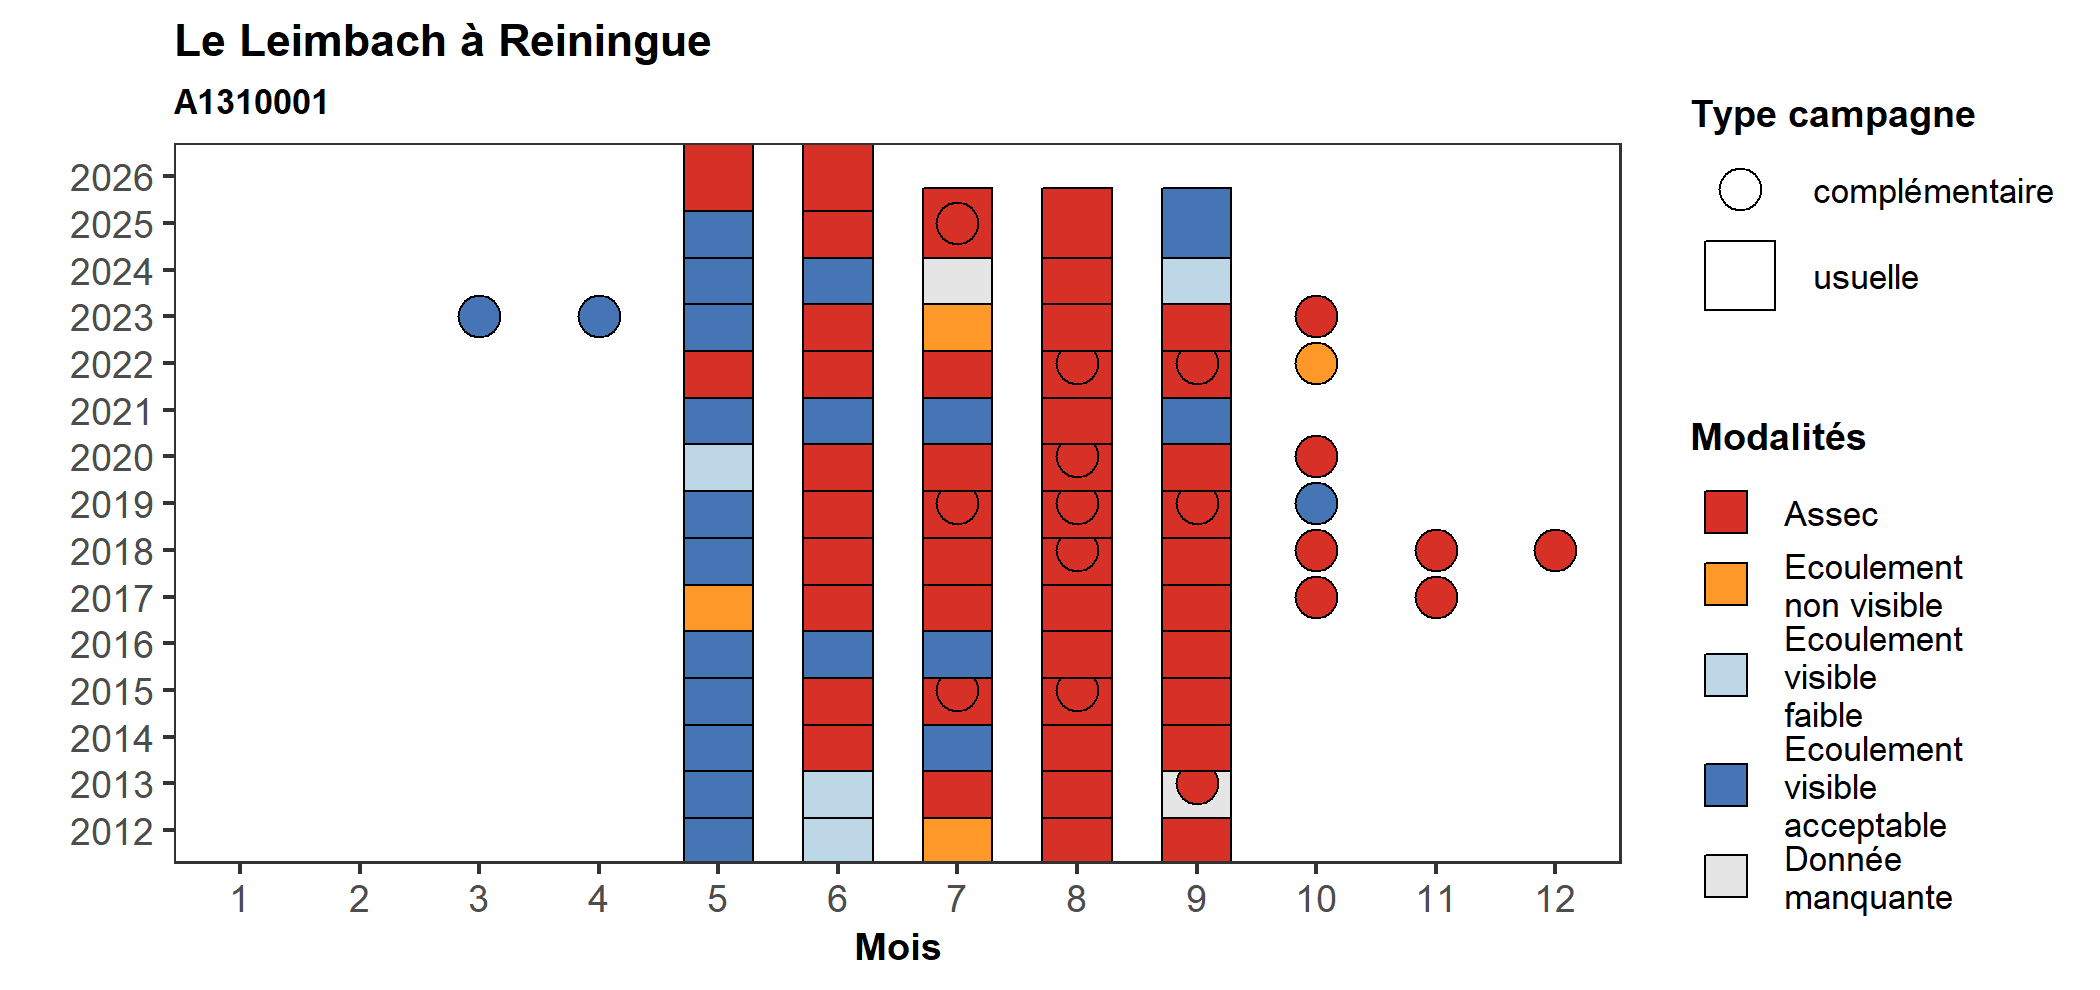 Le Leimbach à Reiningue
A1310001
2026
2025
2024
2023
2022
2021
2020
2019
2018
2017
2016
2015
2014
2013
2012
1 2 3 4 5 6 7 8 9 10 11 12
Mois
Type campagne
complémentaire
usuelle
Modalités
Assec
Ecoulement
non visible
Ecoulement
visible
faible
Ecoulement
visible
acceptable
Donnée
manquante